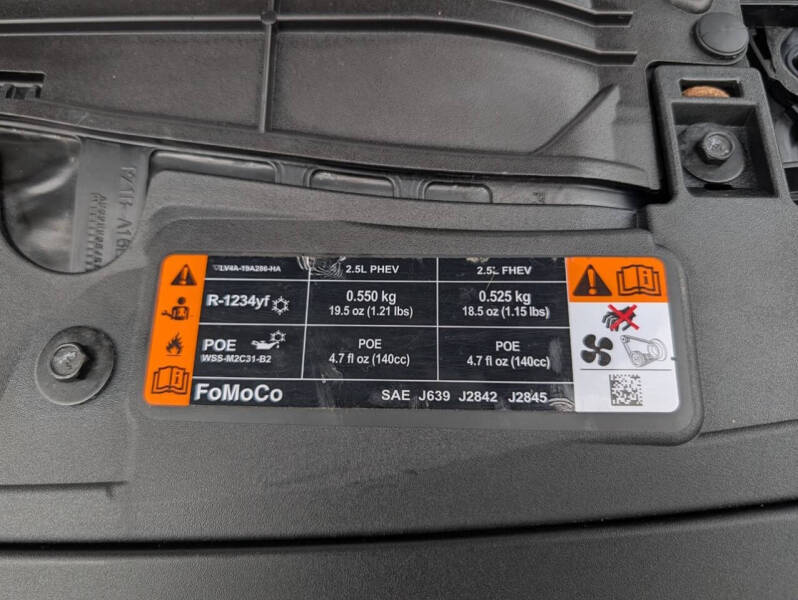 LV4A-19A286-HA 2.5L PHEV 2.5L FHEV
R-1234yf 0.550 kg 0.525 kg
19.5 oz (1.21 lbs) 18.5 oz (1.15 lbs)
POE POE POE
WSS-M2C31-B2 4.7 fl oz (140cc) 4.7 fl oz (140cc)
FoMoCo SAE J639 J2842 J2845